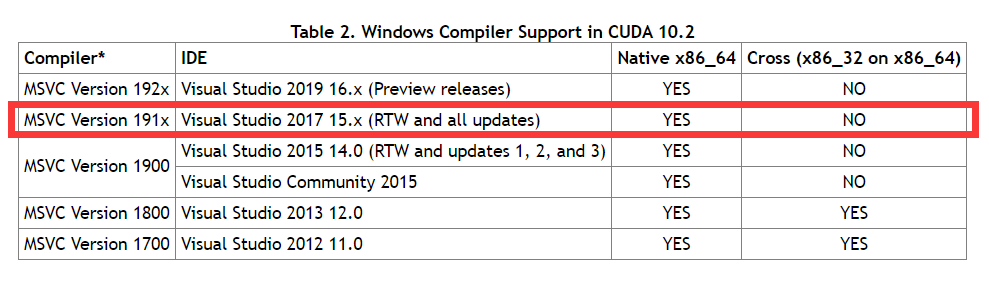 Table 2. Windows Compiler Support in CUDA 10.2
Compiler* IDE Native x86_64 Cross (x86_32 on x86_64)
MSVC Version 192x Visual Studio 2019 16.x (Preview releases) YES NO
MSVC Version 191x Visual Studio 2017 15.x (RTW and all updates) YES NO
MSVC Version 1900 Visual Studio 2015 14.0 (RTW and updates 1, 2, and 3) YES NO
Visual Studio Community 2015 YES NO
MSVC Version 1800 Visual Studio 2013 12.0 YES YES
MSVC Version 1700 Visual Studio 2012 11.0 YES YES